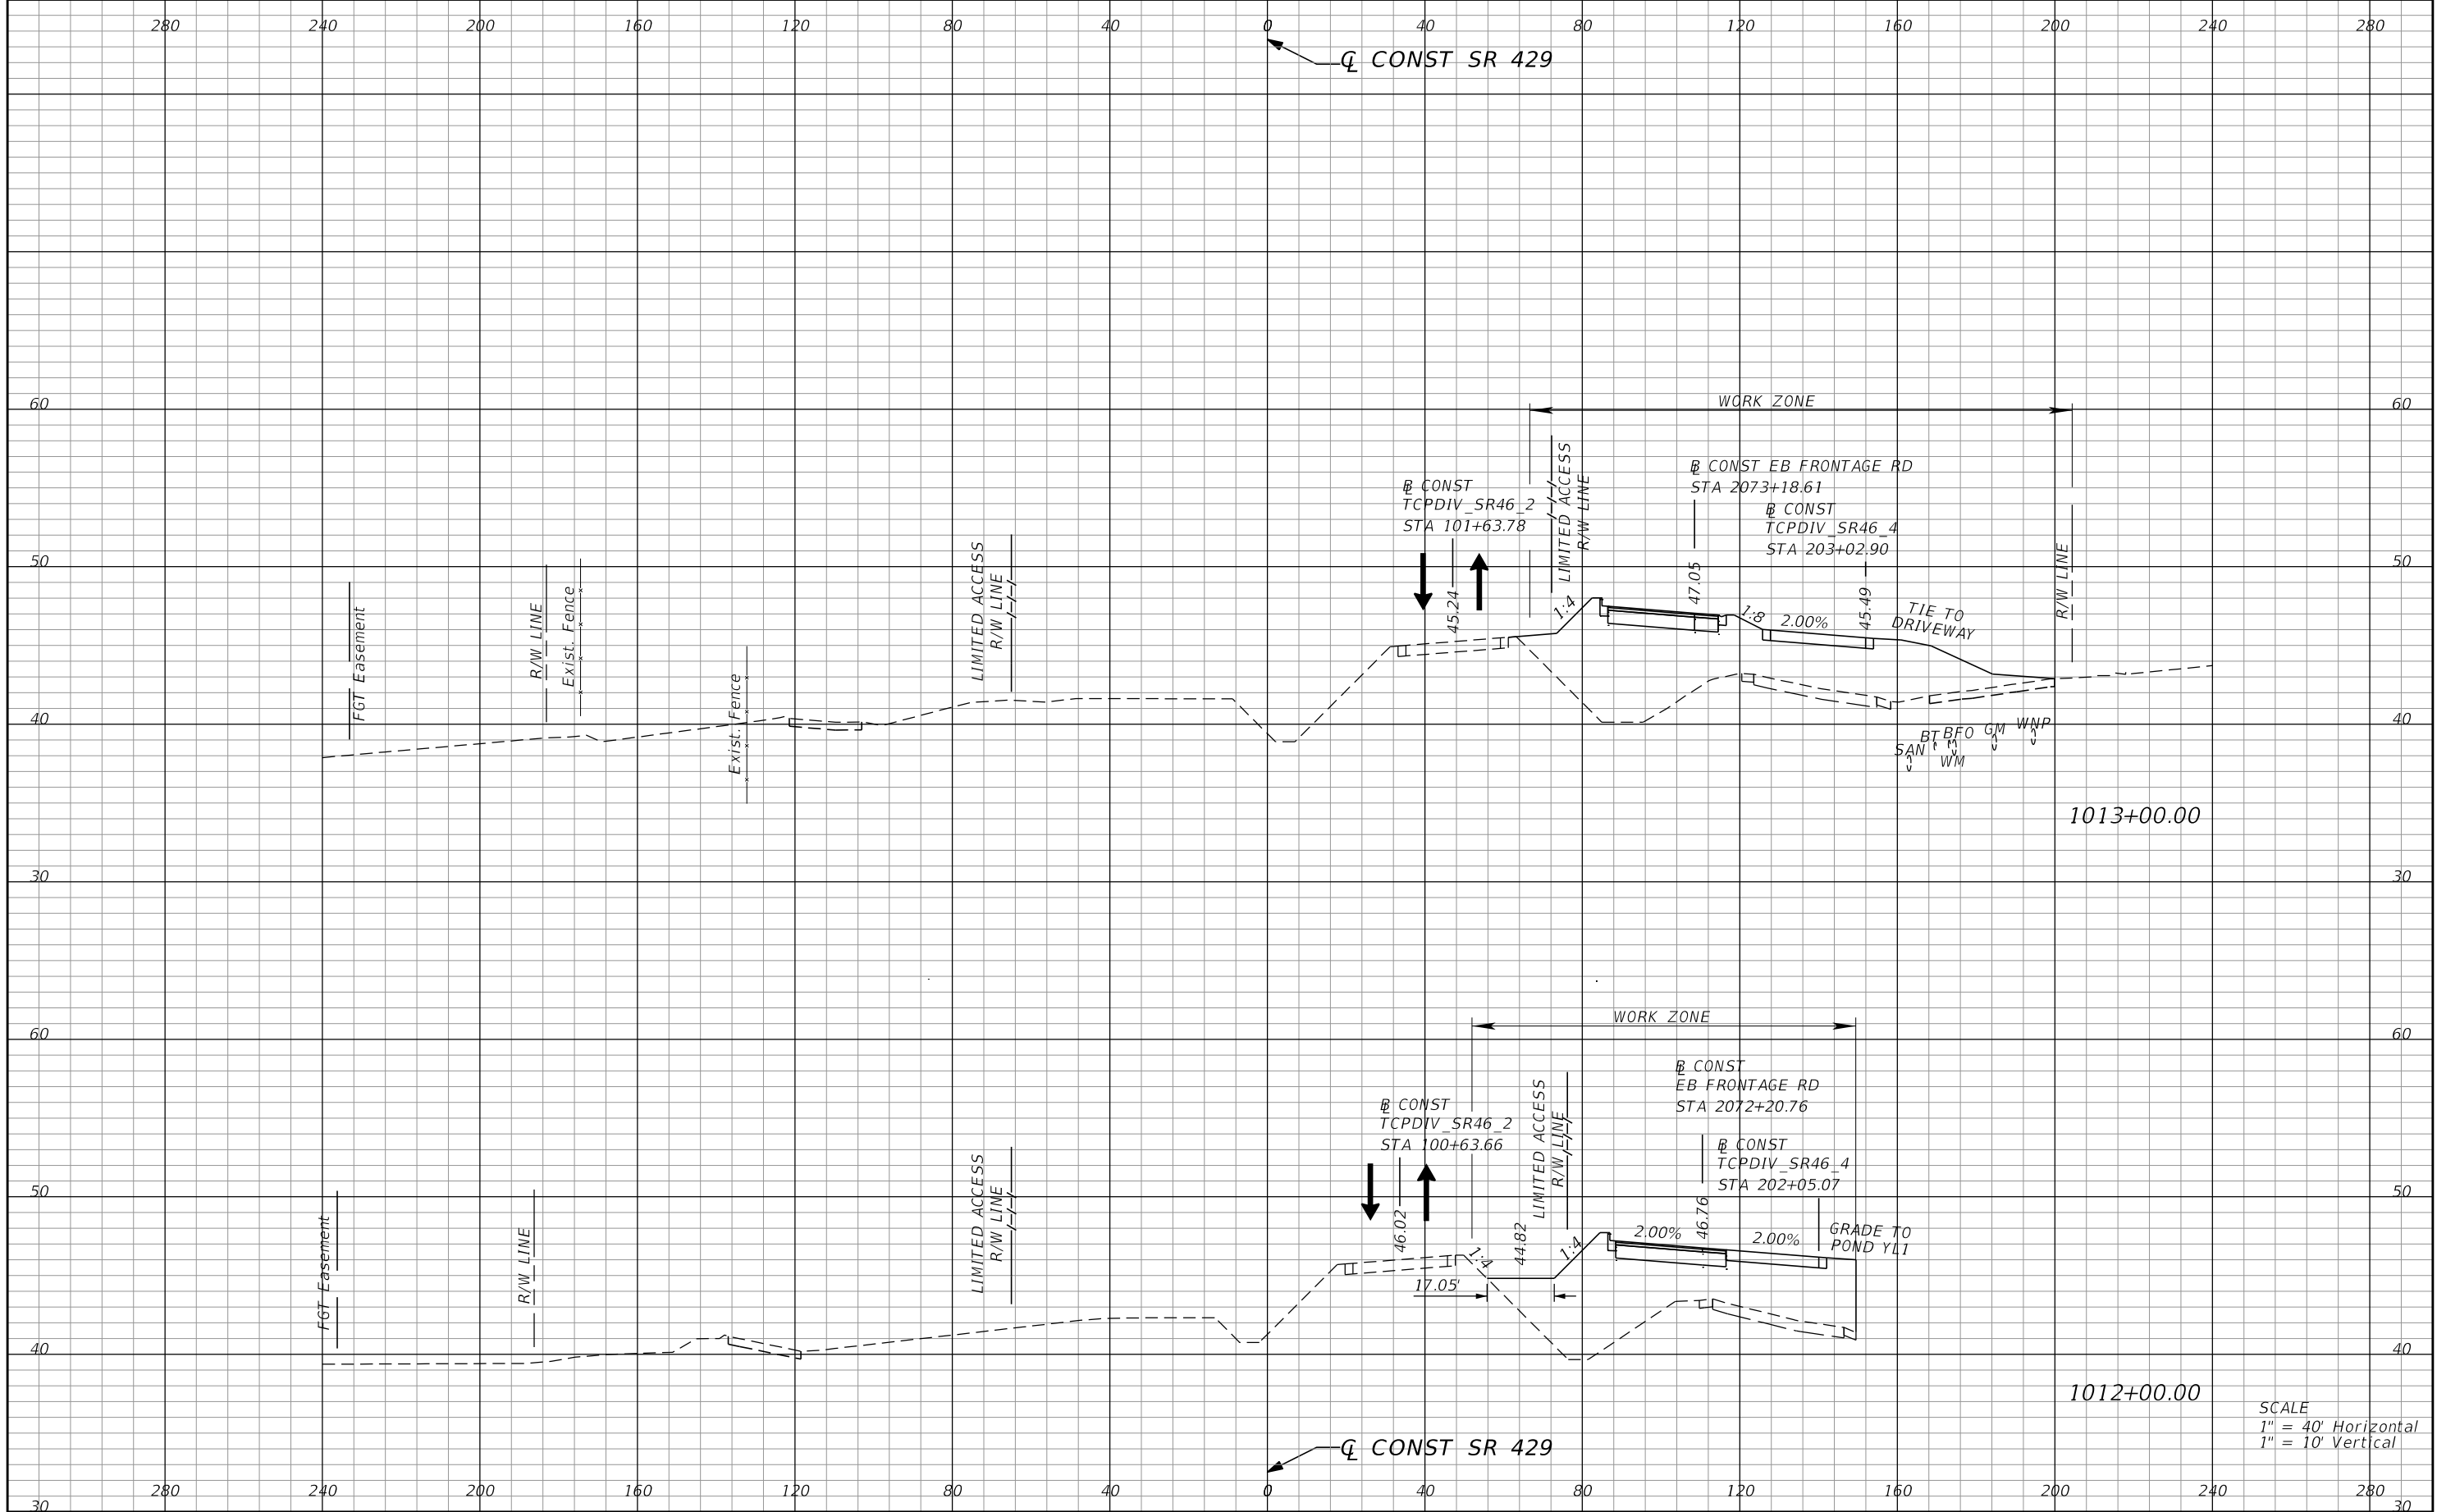 280 240 200 160 120 80 40 0 40 80 120 160 200 240 280
℄ CONST SR 429
60 60
WORK ZONE
B CONST EB FRONTAGE RD
STA 2073+18.61
B CONST
TCPDIV_SR46_2
STA 101+63.78
LIMITED ACCESS
R/W LINE
B CONST
TCPDIV_SR46_4
STA 203+02.90
50 50
FGT Easement
R/W LINE
Exist. Fence
Exist. Fence
LIMITED ACCESS
R/W LINE
45.24
1:4
47.05
1:8
2.00%
45.49
TIE TO
DRIVEWAY
R/W LINE
40 40
SAN
BT
BFO
WM
GM
WNP
1013+00.00
30 30
60 60
WORK ZONE
B CONST
EB FRONTAGE RD
STA 2072+20.76
B CONST
TCPDIV_SR46_2
STA 100+63.66
LIMITED ACCESS
R/W LINE
B CONST
TCPDIV_SR46_4
STA 202+05.07
50 50
FGT Easement
R/W LINE
LIMITED ACCESS
R/W LINE
46.02
1:4
44.82
1:4
2.00%
46.76
2.00%
GRADE TO
POND YL1
17.05'
40 40
1012+00.00
SCALE
1" = 40' Horizontal
1" = 10' Vertical
℄ CONST SR 429
280 240 200 160 120 80 40 0 40 80 120 160 200 240 280
30 30